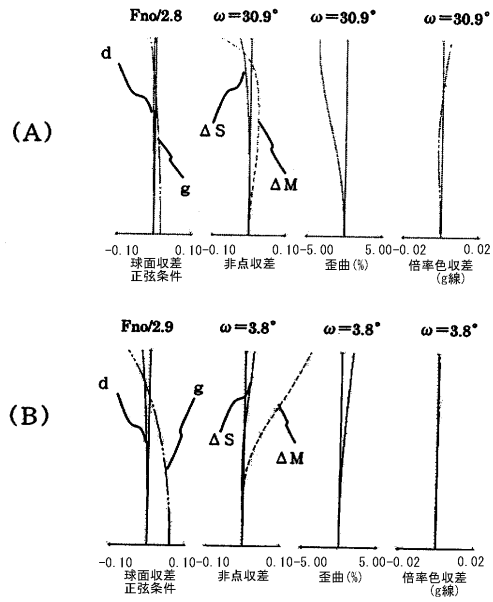 (A)
Fno/2.8 ω=30.9° ω=30.9° ω=30.9°
d
g
ΔS
ΔM
-0.10 0.10 -0.10 0.10 -5.00 5.00 -0.02 0.02
球面収差 非点収差 歪曲(%) 倍率色収差
正弦条件 (g線)
(B)
Fno/2.9 ω=3.8° ω=3.8° ω=3.8°
d
g
ΔS
ΔM
-0.10 0.10 -0.10 0.10 -5.00 5.00 -0.02 0.02
球面収差 非点収差 歪曲(%) 倍率色収差
正弦条件 (g線)